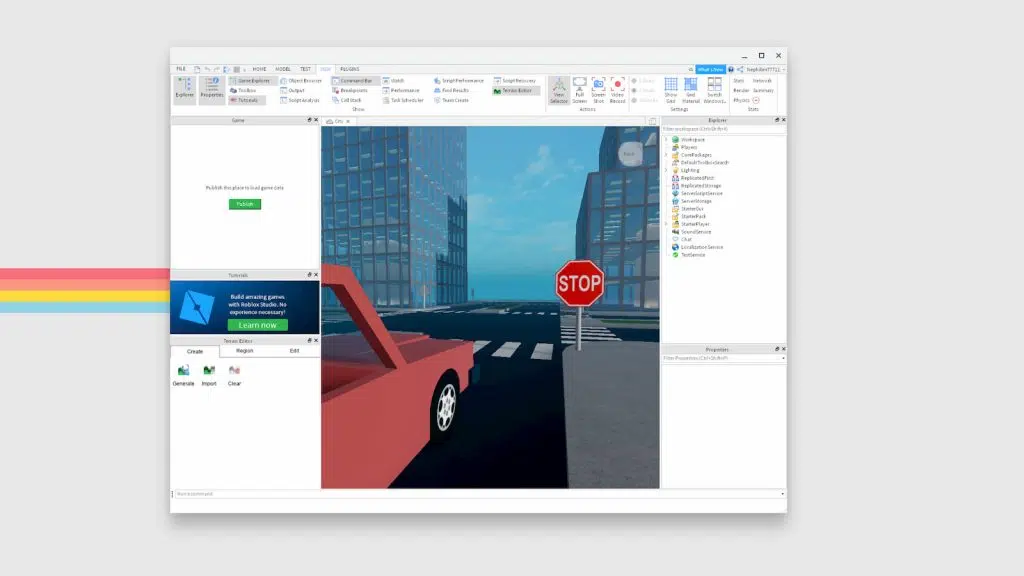 FILE HOME MODEL TEST VIEW PLUGINS
What's New
Explorer
Properties
Game Explorer
Toolbox
Tutorials
Object Browser
Output
Script Analysis
Command Bar
Breakpoints
Call Stack
Watch
Performance
Task Scheduler
Script Performance
Find Results
Team Create
Script Recovery
Terrain Editor
Show
View
Selector
Full
Screen
Screen
Shot
Video
Record
Actions
Show
Grid
Grid
Material
Switch
Windows
Settings
Stats
Network
Render
Summary
Physics
Stats
Game
City
Publish this place to load game data
Publish
Tutorials
Build amazing games
with Roblox Studio. No
experience necessary!
Learn now
Terrain Editor
Create Region Edit
Generate Import Clear
Back
STOP
Explorer
Filter workspace (Ctrl+Shift+X)
Workspace
Players
CorePackages
DefaultToolboxSearch
Lighting
ReplicatedFirst
ReplicatedStorage
ServerScriptService
ServerStorage
StarterGui
StarterPack
StarterPlayer
SoundService
Chat
LocalizationService
TestService
Properties
Filter Properties (Ctrl+Shift+P)
Run a command